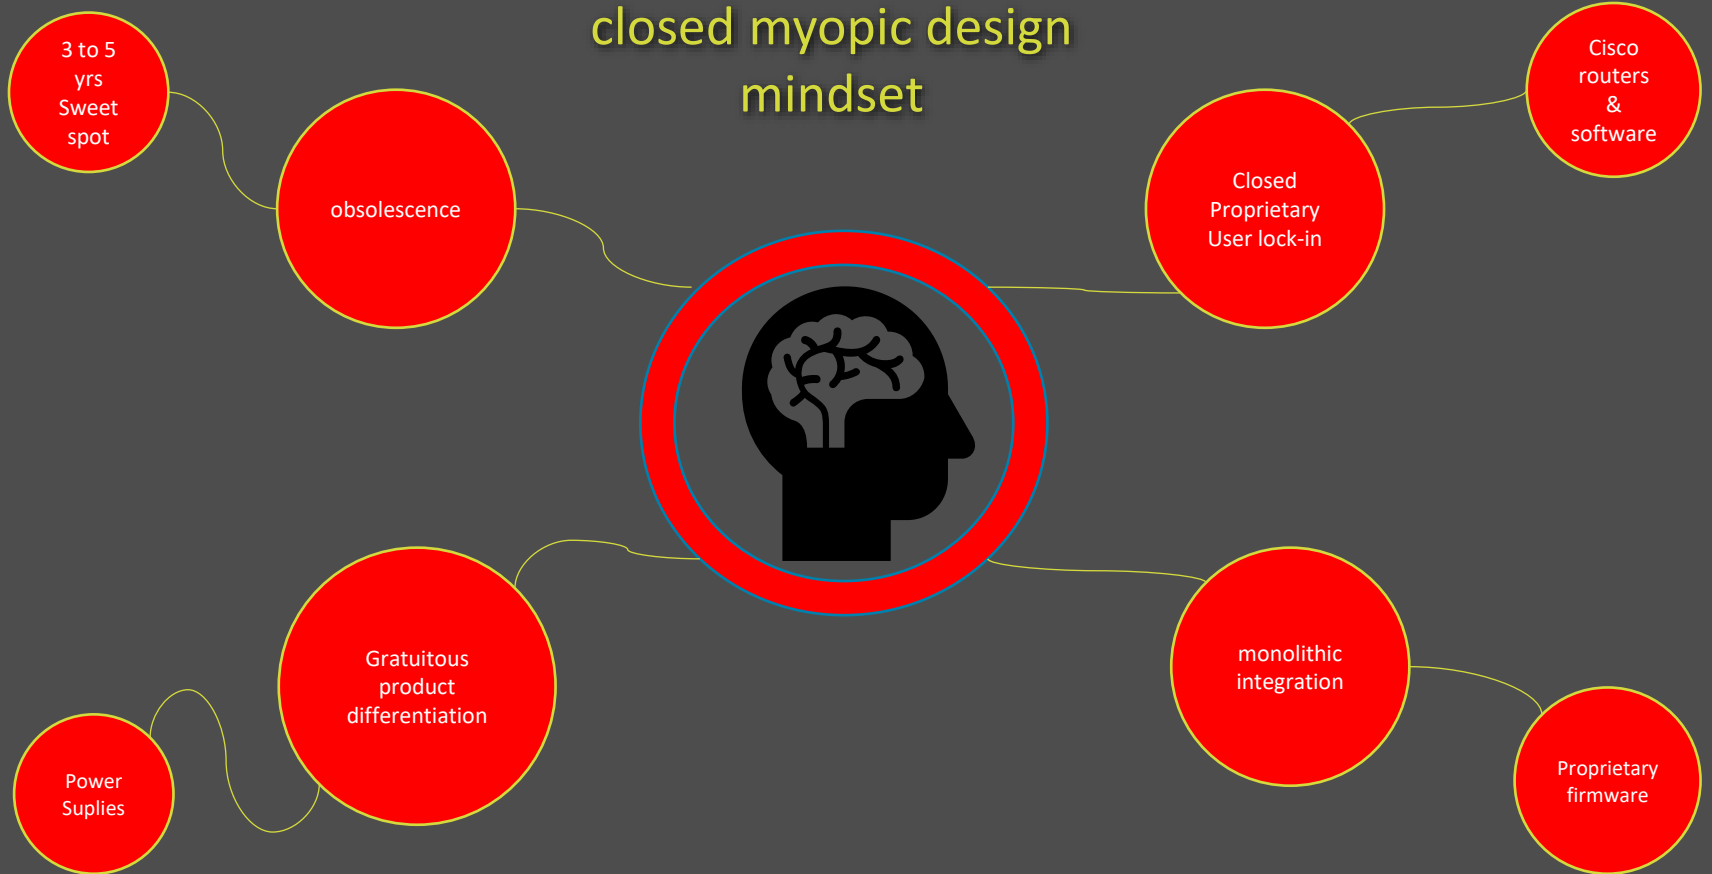 closed myopic design
mindset
3 to 5
yrs
Sweet
spot
obsolescence
Closed
Proprietary
User lock-in
Cisco
routers
&
software
Gratuitous
product
differentiation
Power
Suplies
monolithic
integration
Proprietary
firmware